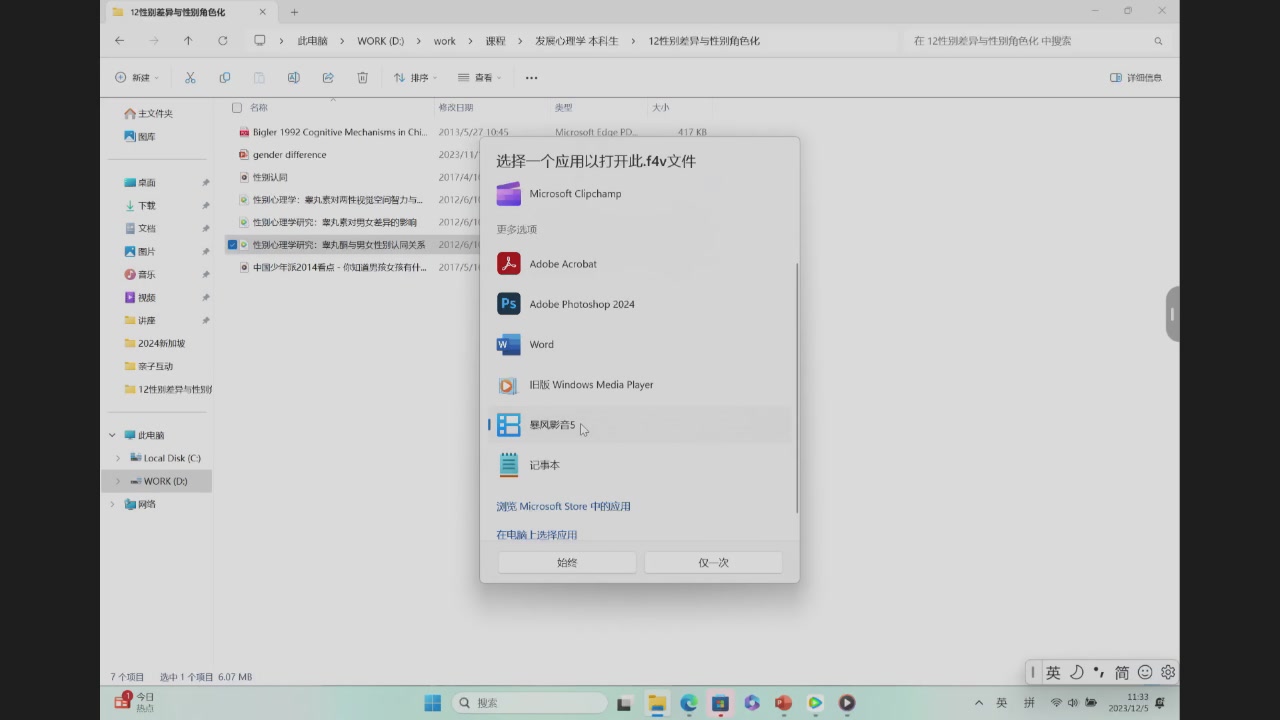 12性别差异与性别角色化
此电脑 > WORK (D:) > work > 课程 > 发展心理学 本科生 > 12性别差异与性别角色化
在 12性别差异与性别角色化 中搜索
新建
排序
查看
详细信息
主文件夹
图库
桌面
下载
文档
图片
音乐
视频
讲座
2024新加坡
亲子互动
12性别差异与性别
此电脑
Local Disk (C:)
WORK (D:)
网络
名称 修改日期 类型 大小
Bigler 1992 Cognitive Mechanisms in Chi... 2013/5/27 10:45 Microsoft Edge PD... 417 KB
gender difference 2023/11/
性别认同 2017/4/1
性别心理学：睾丸素对两性视觉空间智力与... 2012/6/1
性别心理学研究：睾丸素对男女差异的影响 2012/6/1
性别心理学研究：睾丸酮与男女性别认同关系 2012/6/1
中国少年派2014看点 - 你知道男孩女孩有什... 2017/5/1
选择一个应用以打开此.f4v文件
Microsoft Clipchamp
更多选项
Adobe Acrobat
Adobe Photoshop 2024
Word
旧版 Windows Media Player
暴风影音5
记事本
浏览 Microsoft Store 中的应用
在电脑上选择应用
始终
仅一次
7 个项目 选中 1 个项目 6.07 MB
英 简
1
今日
热点
搜索
英 拼
11:33
2023/12/5